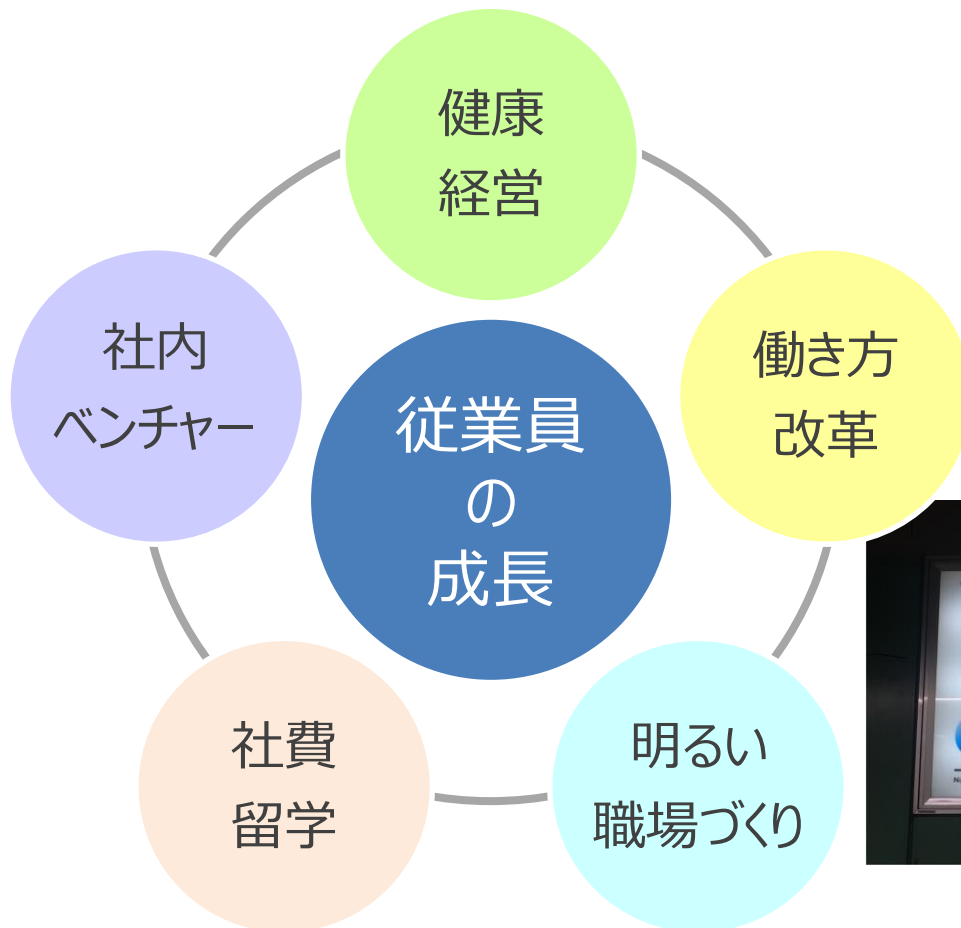 健康
経営
働き方
改革
明るい
職場づくり
社費
留学
社内
ベンチャー
従業員
の
成長